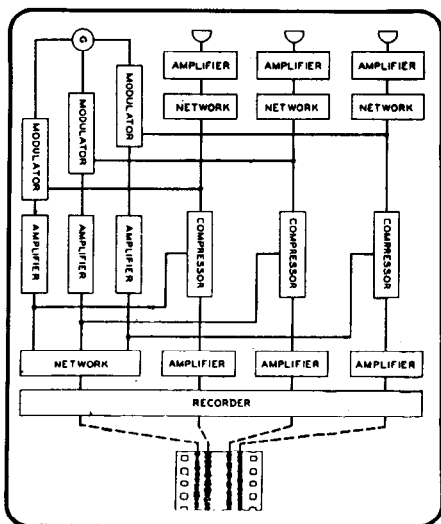 G
AMPLIFIER AMPLIFIER AMPLIFIER
NETWORK NETWORK NETWORK
MODULATOR
MODULATOR
MODULATOR
AMPLIFIER
AMPLIFIER
AMPLIFIER
COMPRESSOR
COMPRESSOR
COMPRESSOR
NETWORK AMPLIFIER AMPLIFIER AMPLIFIER
RECORDER